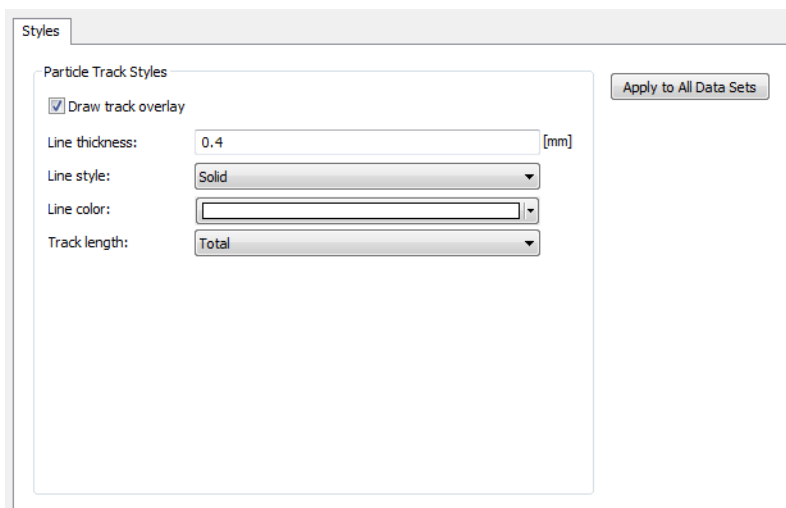 Styles
Particle Track Styles
Apply to All Data Sets
Draw track overlay
Line thickness: 0.4 [mm]
Line style: Solid
Line color:
Track length: Total